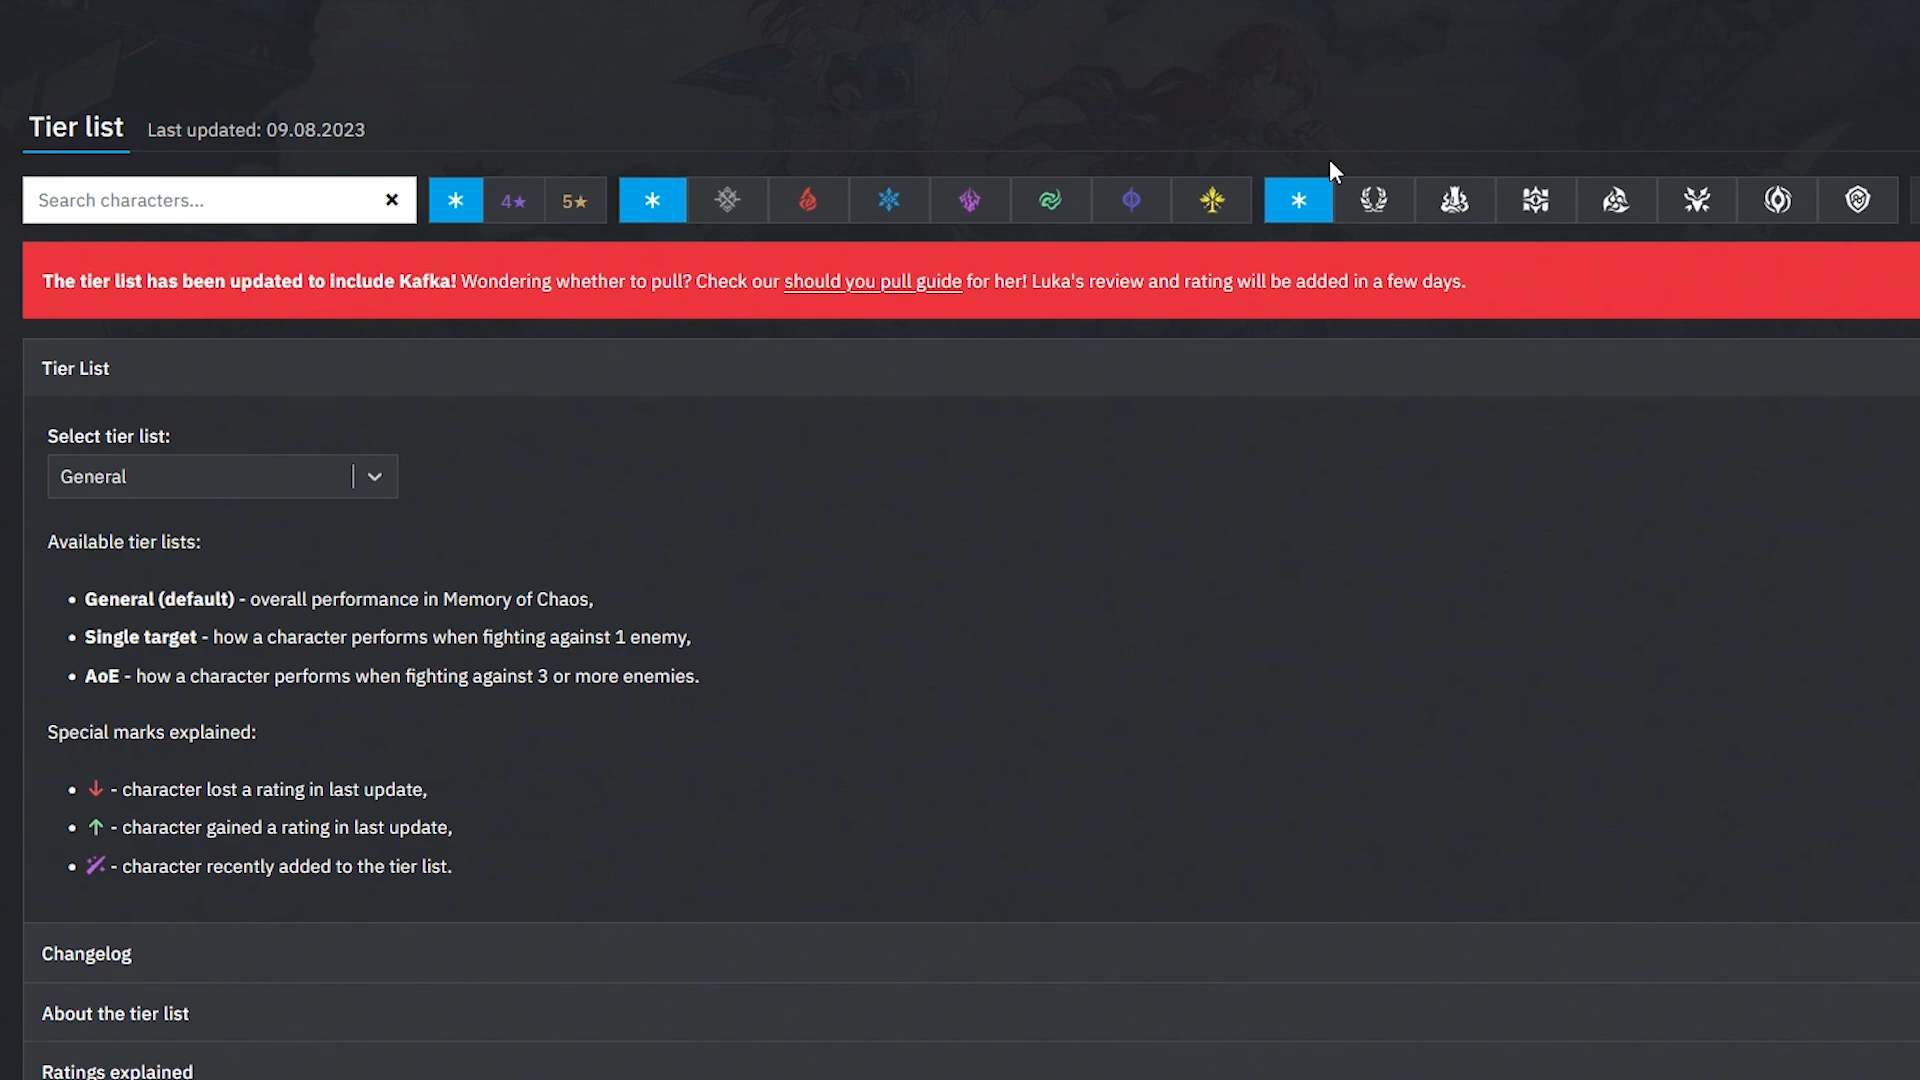 Tier list Last updated: 09.08.2023
Search characters... 4★ 5★
The tier list has been updated to include Kafka! Wondering whether to pull? Check our should you pull guide for her! Luka's review and rating will be added in a few days.
Tier List
Select tier list:
General
Available tier lists:
• General (default) - overall performance in Memory of Chaos,
• Single target - how a character performs when fighting against 1 enemy,
• AoE - how a character performs when fighting against 3 or more enemies.
Special marks explained:
• ↓ - character lost a rating in last update,
• ↑ - character gained a rating in last update,
• - character recently added to the tier list.
Changelog
About the tier list
Ratings explained